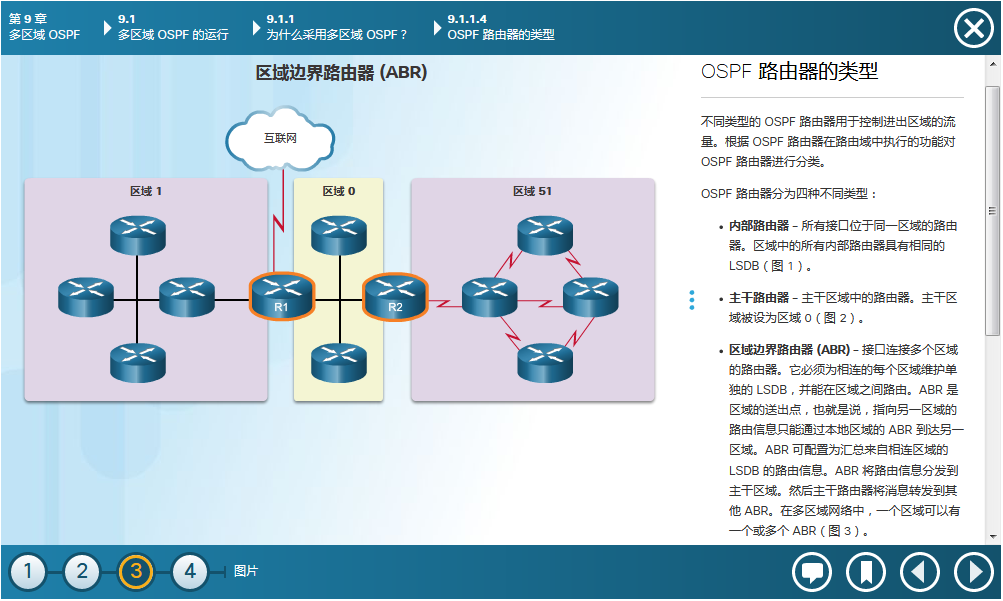 第 9 章
多区域 OSPF
9.1
多区域 OSPF 的运行
9.1.1
为什么采用多区域 OSPF？
9.1.1.4
OSPF 路由器的类型
区域边界路由器 (ABR)
互联网
区域 1
区域 0
区域 51
R1
R2
OSPF 路由器的类型
不同类型的 OSPF 路由器用于控制进出区域的流
量。根据 OSPF 路由器在路由域中执行的功能对
OSPF 路由器进行分类。
OSPF 路由器分为四种不同类型：
• 内部路由器 – 所有接口位于同一区域的路由
器。区域中的所有内部路由器具有相同的
LSDB（图 1）。
• 主干路由器 – 主干区域中的路由器。主干区
域被设为区域 0（图 2）。
• 区域边界路由器 (ABR) – 接口连接多个区域
的路由器。它必须为相连的每个区域维护单
独的 LSDB，并能在区域之间路由。ABR 是
区域的送出点，也就是说，指向另一区域的
路由信息只能通过本地区域的 ABR 到达另一
区域。ABR 可配置为汇总来自相连区域的
LSDB 的路由信息。ABR 将路由信息分发到
主干区域。然后主干路由器将消息转发到其
他 ABR。在多区域网络中，一个区域可以有
一个或多个 ABR（图 3）。
1
2
3
4
图片